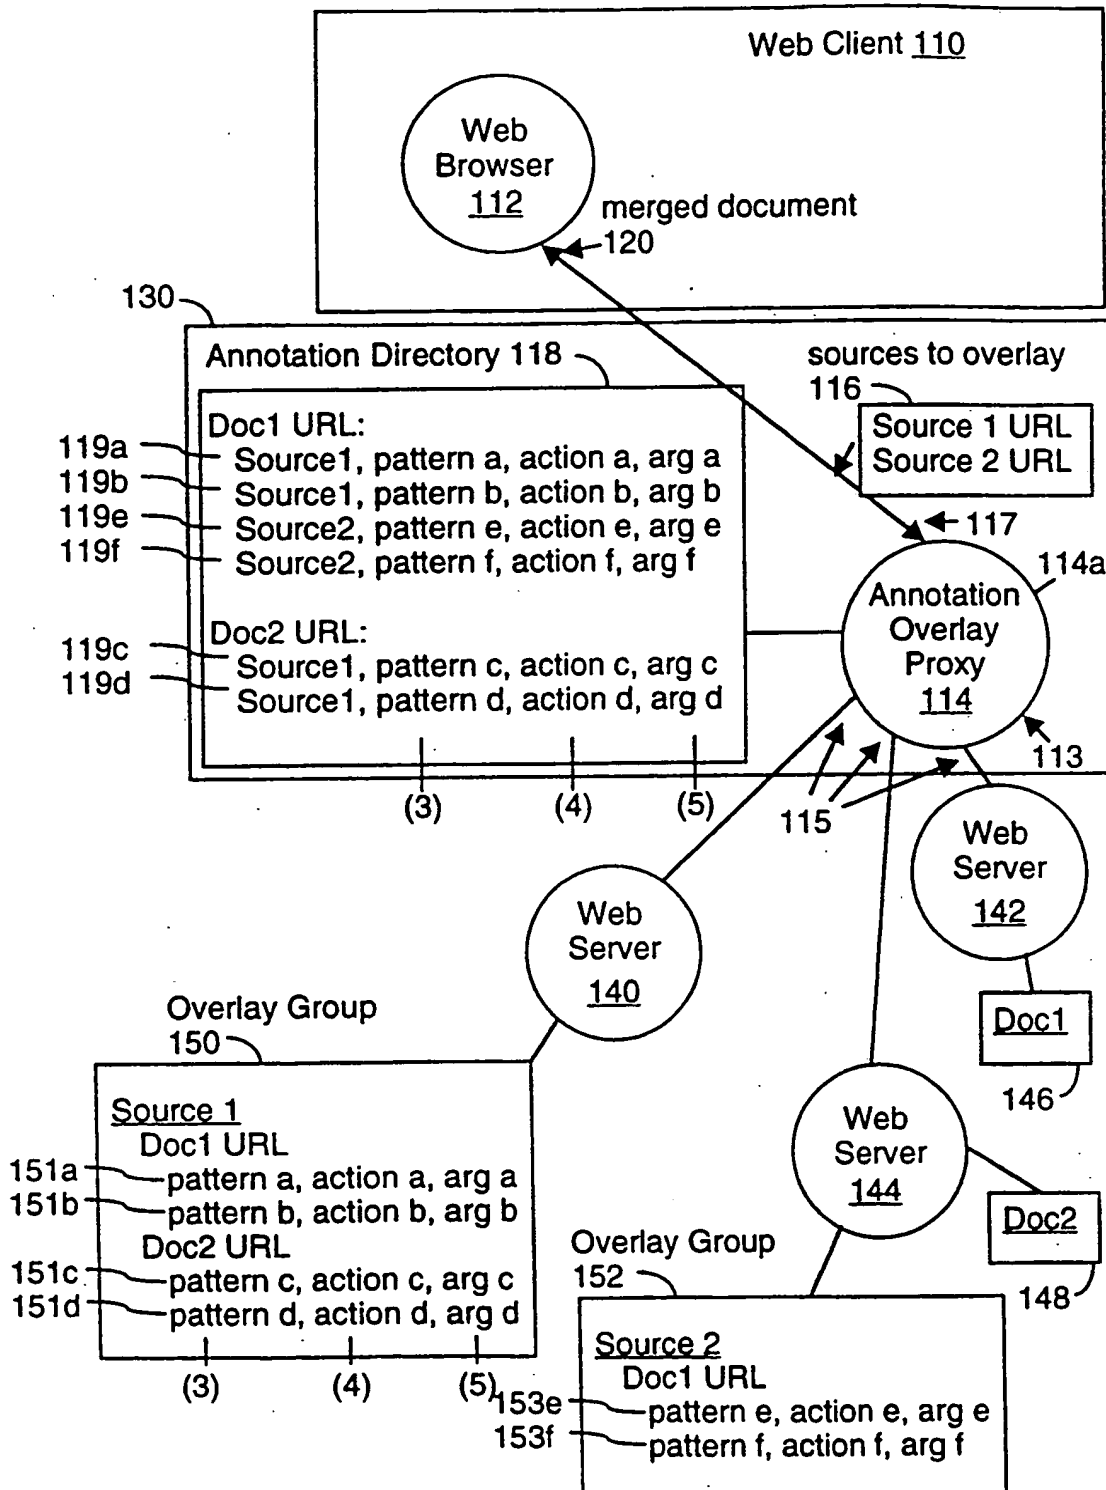 Web Client 110
Web
Browser
112
merged document
120
130
Annotation Directory 118
sources to overlay
116
Source 1 URL
Source 2 URL
Doc1 URL:
119a Source1, pattern a, action a, arg a
119b Source1, pattern b, action b, arg b
119e Source2, pattern e, action e, arg e
119f Source2, pattern f, action f, arg f
117
114a
Annotation
Overlay
Proxy
114
Doc2 URL:
119c Source1, pattern c, action c, arg c
119d Source1, pattern d, action d, arg d
113
(3) (4) (5)
115
Web
Server
142
Web
Server
140
Doc1
146
Overlay Group
150
Source 1
Doc1 URL
151a pattern a, action a, arg a
151b pattern b, action b, arg b
Doc2 URL
151c pattern c, action c, arg c
151d pattern d, action d, arg d
(3) (4) (5)
Web
Server
144
Doc2
148
Overlay Group
152
Source 2
Doc1 URL
153e pattern e, action e, arg e
153f pattern f, action f, arg f